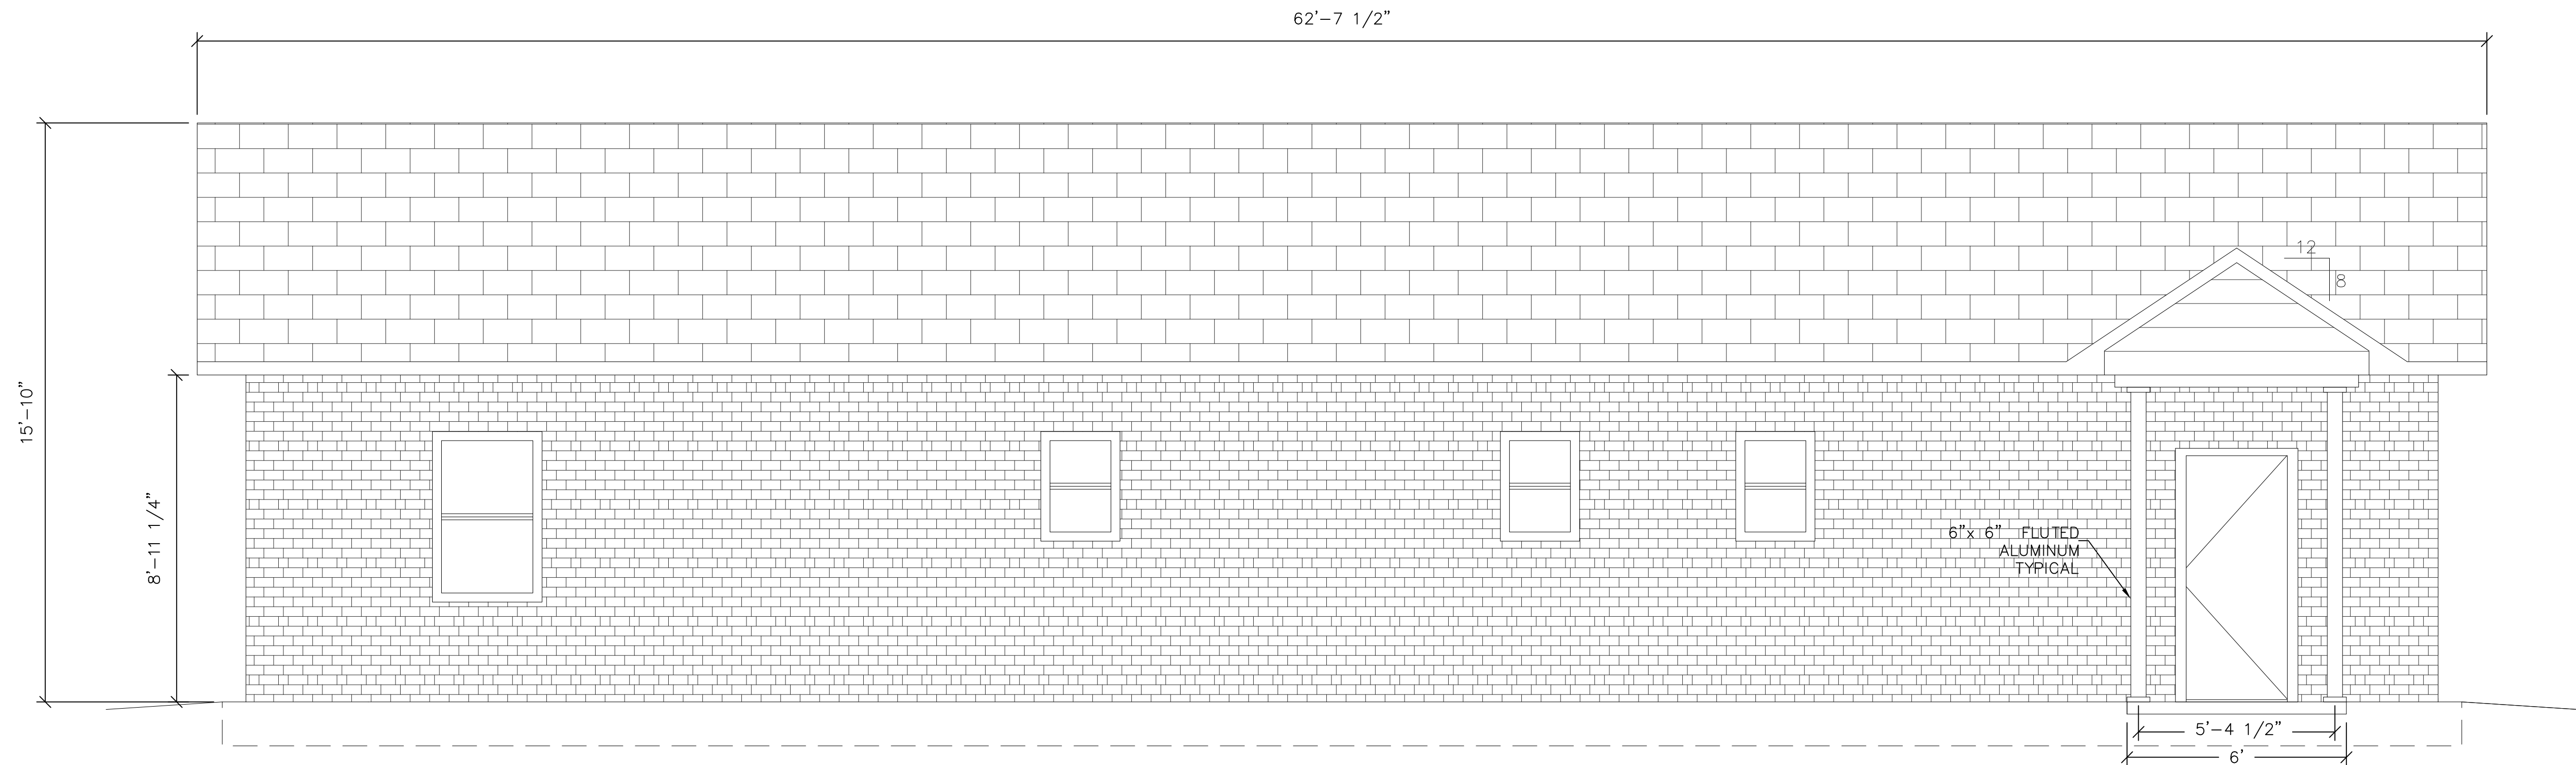 62'-7 1/2"
15'-10"
8'-11 1/4"
12
8
6"x 6" FLUTED
ALUMINUM
TYPICAL
5'-4 1/2"
6'